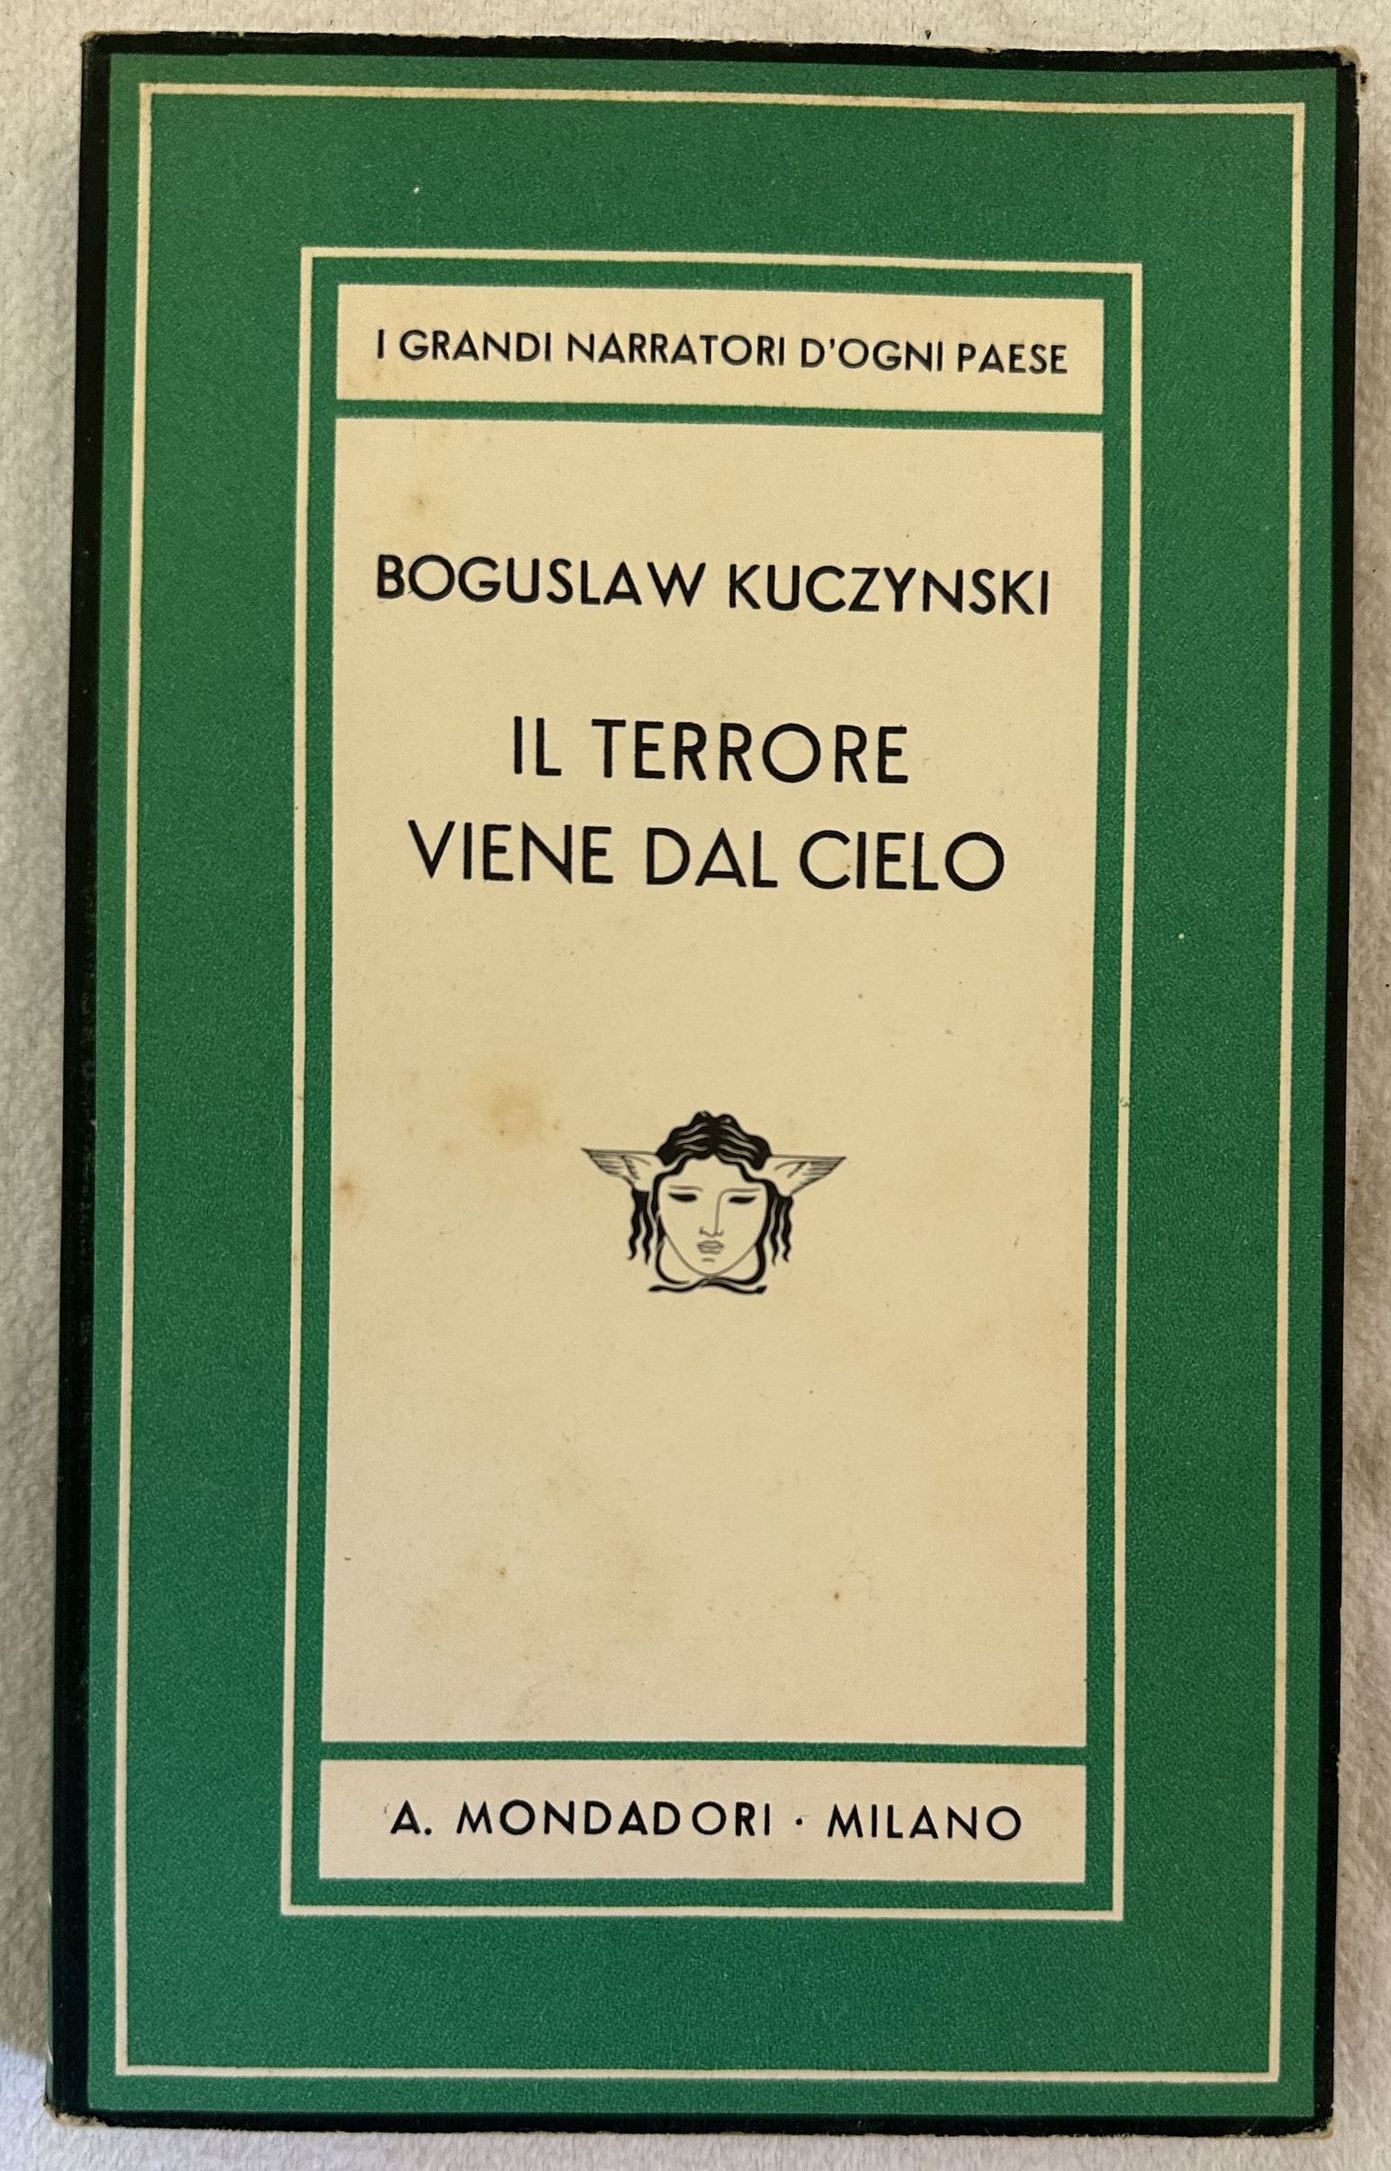 I GRANDI NARRATORI D'OGNI PAESE
BOGUSLAW KUCZYNSKI
IL TERRORE
VIENE DAL CIELO
A. MONDADORI · MILANO